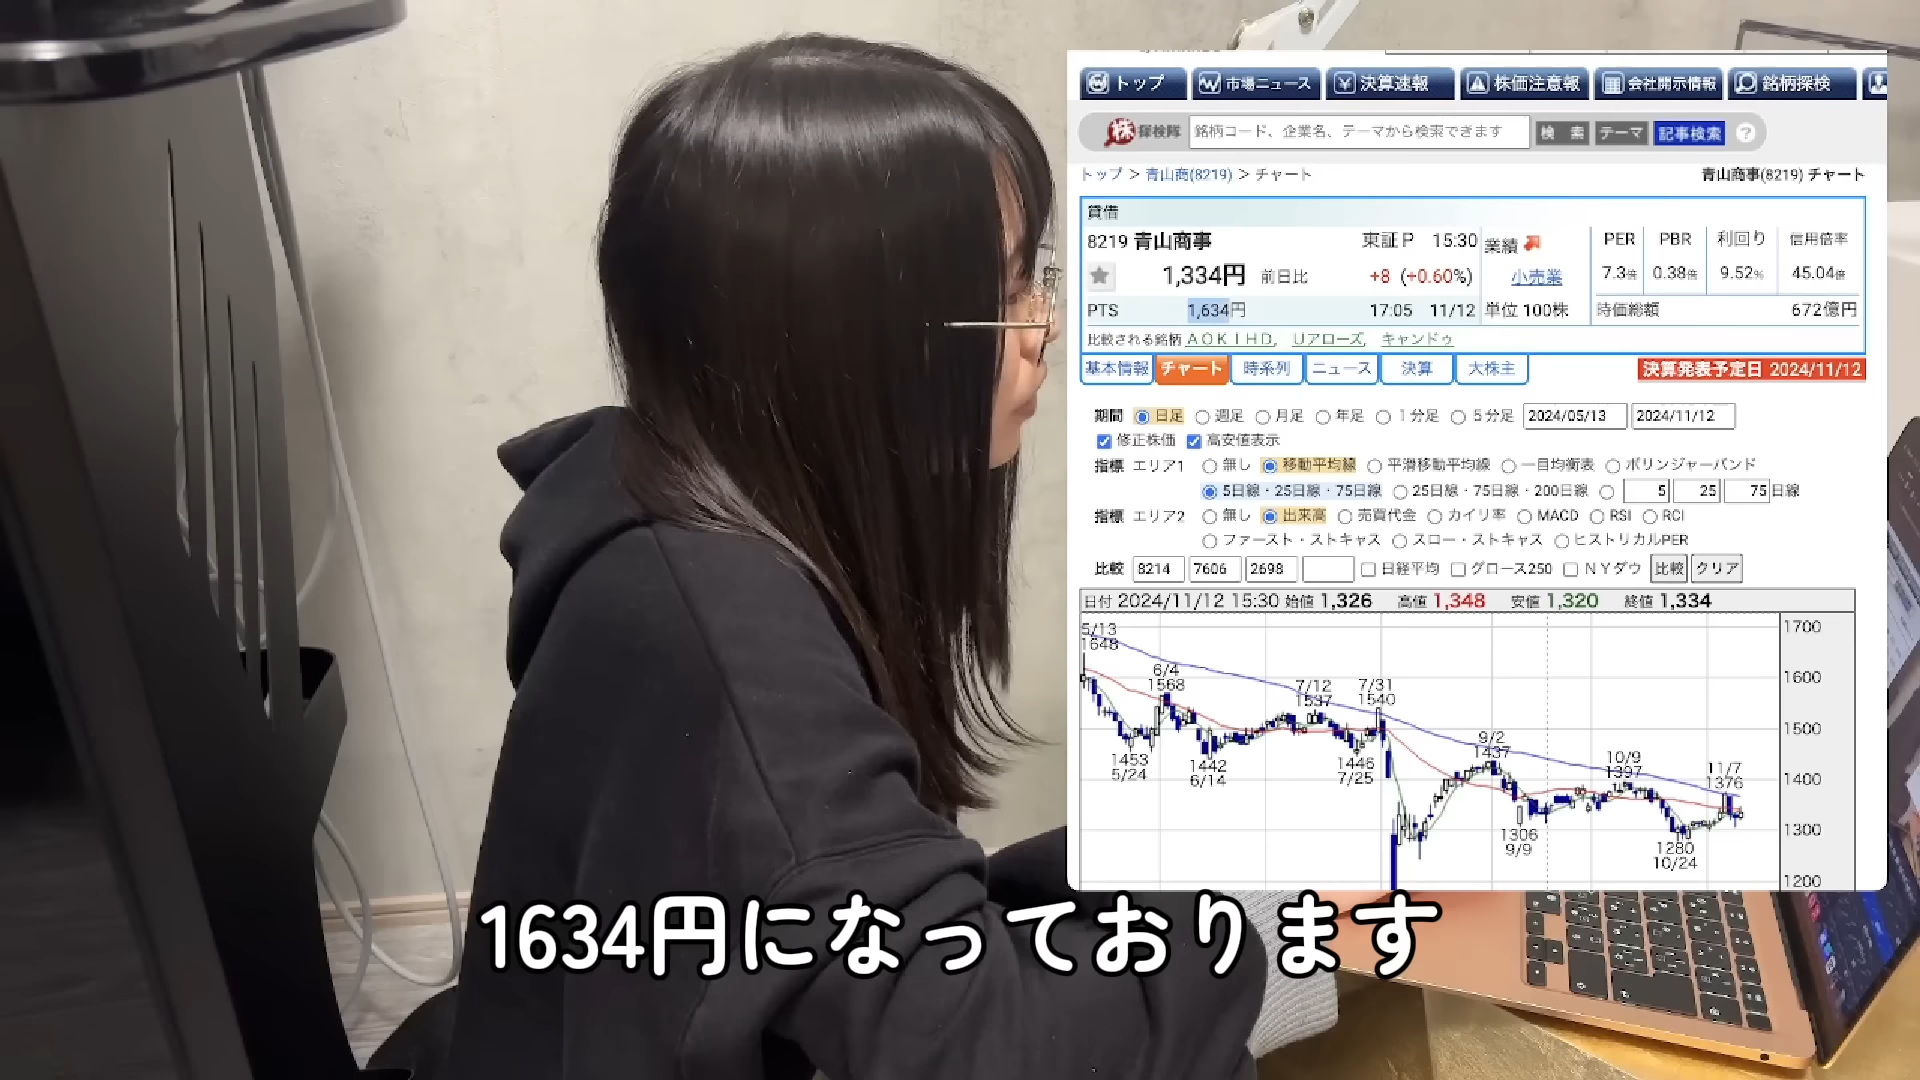 トップ 市場ニュース 決算速報 株価注意報 会社開示情報 銘柄探検
株探検隊 銘柄コード、企業名、テーマから検索できます 検 索 テーマ 記事検索 ?
トップ > 青山商(8219) > チャート 青山商事(8219) チャート
貸借
8219 青山商事 東証P 15:30 業績 PER PBR 利回り 信用倍率
1,334円 前日比 +8 (+0.60%) 小売業 7.3倍 0.38倍 9.52% 45.04倍
PTS 1,634円 17:05 11/12 単位 100株 時価総額 672億円
比較される銘柄 AOKIHD, Uアローズ, キャンドゥ
基本情報 チャート 時系列 ニュース 決算 大株主 決算発表予定日 2024/11/12
期間 日足 週足 月足 年足 1分足 5分足 2024/05/13 2024/11/12
修正株価 高安値表示
指標 エリア1 無し 移動平均線 平滑移動平均線 一目均衡表 ボリンジャーバンド
5日線・25日線・75日線 25日線・75日線・200日線 5 25 75日線
指標 エリア2 無し 出来高 売買代金 カイリ率 MACD RSI RCI
ファースト・ストキャス スロー・ストキャス ヒストリカルPER
比較 8214 7606 2698 日経平均 グロース250 NYダウ 比較 クリア
日付 2024/11/12 15:30 始値 1,326 高値 1,348 安値 1,320 終値 1,334
5/13
1648
6/4
1568
7/12
1537
7/31
1540
9/2
1437
10/9
1397
11/7
1376
1453
5/24
1442
6/14
1446
7/25
1306
9/9
1280
10/24
1700
1600
1500
1400
1300
1200
1634円になっております